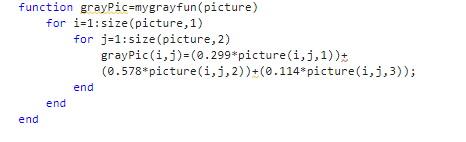 function grayPic=mygrayfun(picture)
for i=1:size(picture,1)
for j=1:size(picture,2)
grayPic(i,j)=(0.299*picture(i,j,1))+
(0.578*picture(i,j,2))+(0.114*picture(i,j,3));
end
end
end